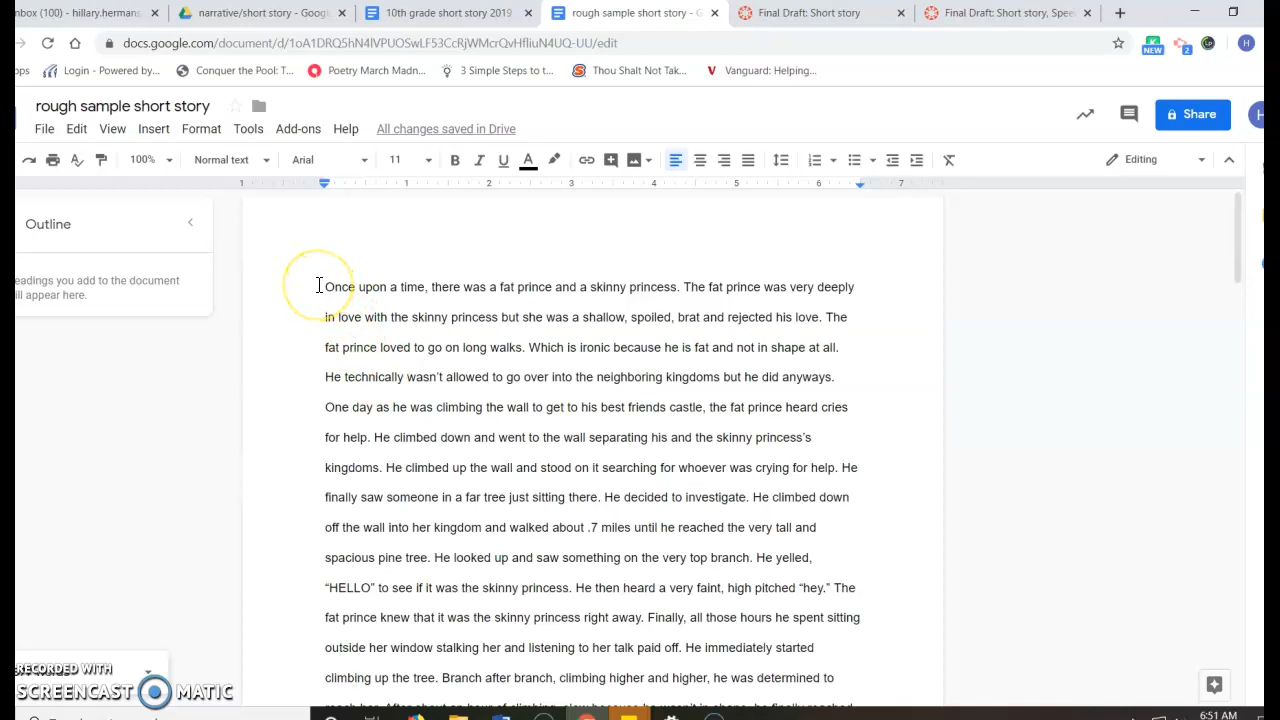 nbox (100) - hillary.hermans
narrative/short story - Googl
10th grade short story 2019
rough sample short story - G
Final Draft: Short story
Final Draft: Short story, Spee
docs.google.com/document/d/1oA1DRQ5hN4lVPUOSwLF53CcRjWMcrQvHfliuN4UQ-UU/edit
NEW
2
H
ops
Login - Powered by...
Conquer the Pool: T...
Poetry March Madn...
3 Simple Steps to t...
Thou Shalt Not Tak...
Vanguard: Helping...
rough sample short story
Share
File Edit View Insert Format Tools Add-ons Help All changes saved in Drive
100% Normal text Arial 11 B I U A Editing
1 1 2 3 4 5 6 7
Outline
eadings you add to the document
ill appear here.
Once upon a time, there was a fat prince and a skinny princess. The fat prince was very deeply
in love with the skinny princess but she was a shallow, spoiled, brat and rejected his love. The
fat prince loved to go on long walks. Which is ironic because he is fat and not in shape at all.
He technically wasn’t allowed to go over into the neighboring kingdoms but he did anyways.
One day as he was climbing the wall to get to his best friends castle, the fat prince heard cries
for help. He climbed down and went to the wall separating his and the skinny princess’s
kingdoms. He climbed up the wall and stood on it searching for whoever was crying for help. He
finally saw someone in a far tree just sitting there. He decided to investigate. He climbed down
off the wall into her kingdom and walked about .7 miles until he reached the very tall and
spacious pine tree. He looked up and saw something on the very top branch. He yelled,
“HELLO” to see if it was the skinny princess. He then heard a very faint, high pitched “hey.” The
fat prince knew that it was the skinny princess right away. Finally, all those hours he spent sitting
outside her window stalking her and listening to her talk paid off. He immediately started
climbing up the tree. Branch after branch, climbing higher and higher, he was determined to
RECORDED WITH
SCREENCAST MATIC
6:51 AM